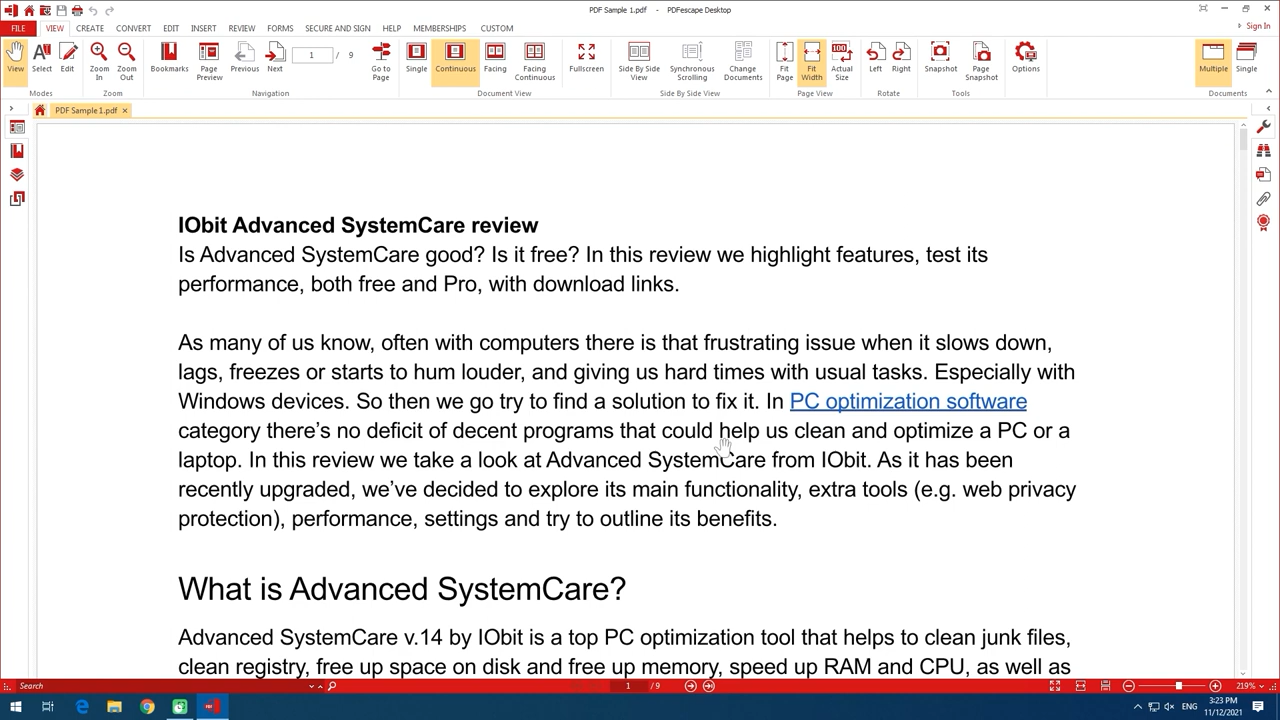 PDF Sample 1.pdf - PDFescape Desktop
FILE VIEW CREATE CONVERT EDIT INSERT REVIEW FORMS SECURE AND SIGN HELP MEMBERSHIPS CUSTOM Sign In
View Select Edit Zoom In Zoom Out Bookmarks Page Preview Previous Next 1 / 9 Go to Page Single Continuous Facing Facing Continuous Fullscreen Side By Side View Synchronous Scrolling Change Documents Fit Page Fit Width Actual Size Left Right Snapshot Page Snapshot Options Multiple Single
Modes Zoom Navigation Document View Side By Side View Page View Rotate Tools Documents
PDF Sample 1.pdf ×
IObit Advanced SystemCare review
Is Advanced SystemCare good? Is it free? In this review we highlight features, test its
performance, both free and Pro, with download links.
As many of us know, often with computers there is that frustrating issue when it slows down,
lags, freezes or starts to hum louder, and giving us hard times with usual tasks. Especially with
Windows devices. So then we go try to find a solution to fix it. In PC optimization software
category there’s no deficit of decent programs that could help us clean and optimize a PC or a
laptop. In this review we take a look at Advanced SystemCare from IObit. As it has been
recently upgraded, we’ve decided to explore its main functionality, extra tools (e.g. web privacy
protection), performance, settings and try to outline its benefits.
What is Advanced SystemCare?
Advanced SystemCare v.14 by IObit is a top PC optimization tool that helps to clean junk files,
clean registry, free up space on disk and free up memory, speed up RAM and CPU, as well as
Search 1 / 9 219%
ENG 3:23 PM
11/12/2021